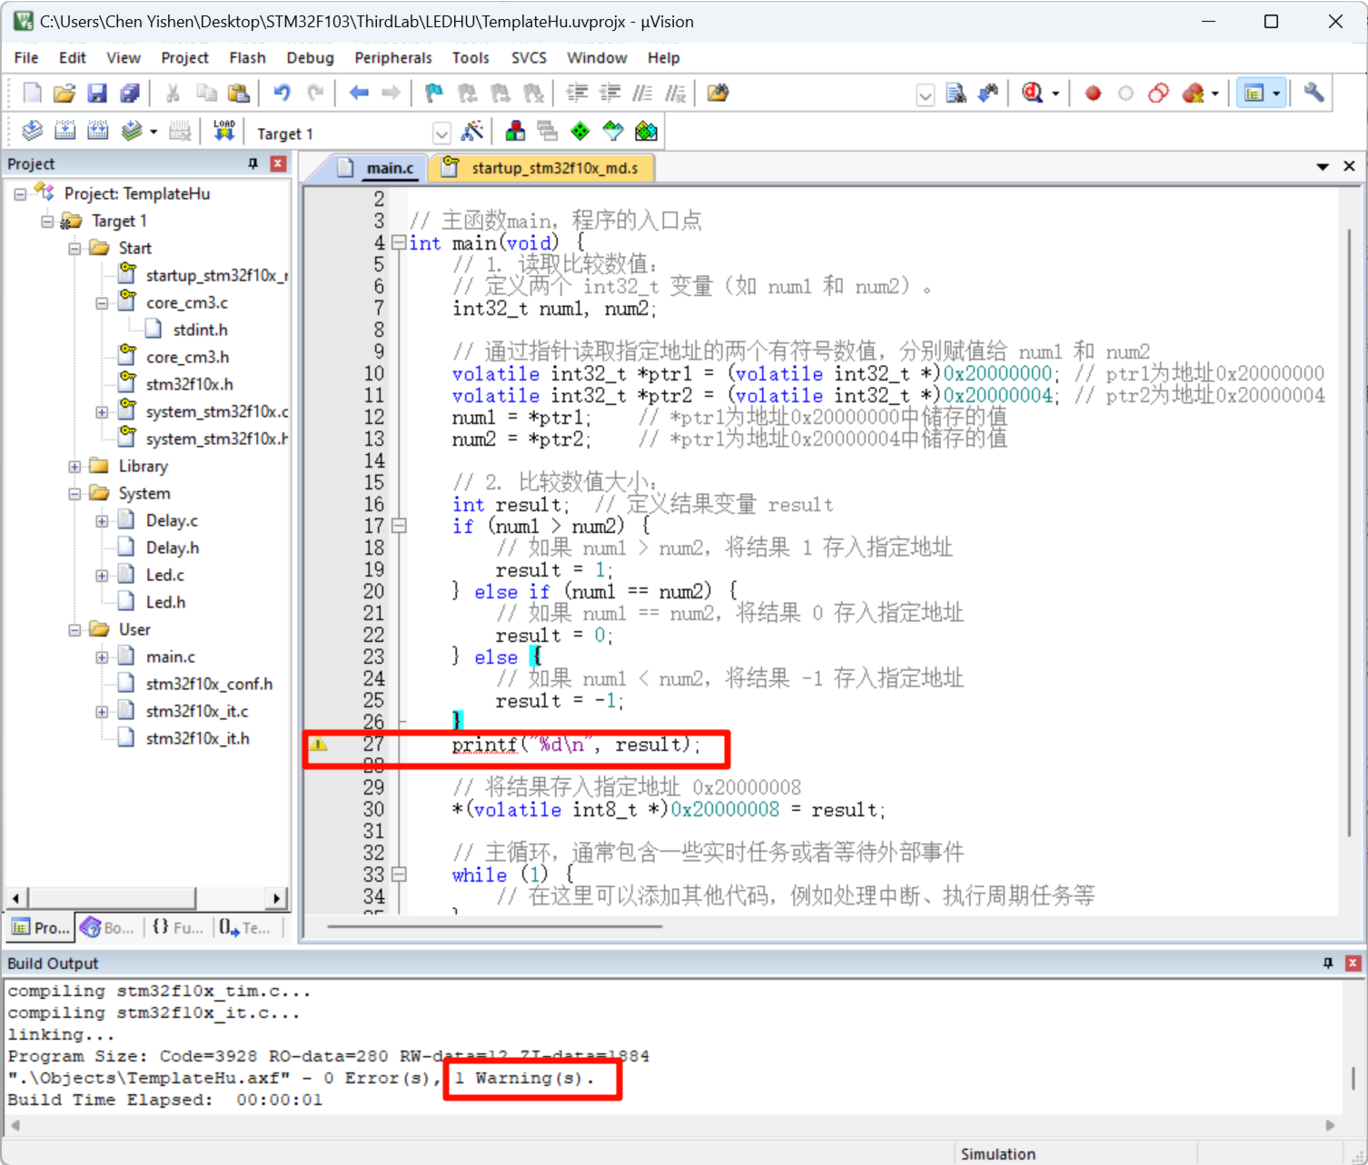 C:\Users\Chen Yishen\Desktop\STM32F103\ThirdLab\LEDHU\TemplateHu.uvprojx - µVision
File Edit View Project Flash Debug Peripherals Tools SVCS Window Help
LOAD
Target 1
Project
main.c
startup_stm32f10x_md.s
Project: TemplateHu
Target 1
Start
startup_stm32f10x_r
core_cm3.c
stdint.h
core_cm3.h
stm32f10x.h
system_stm32f10x.c
system_stm32f10x.h
Library
System
Delay.c
Delay.h
Led.c
Led.h
User
main.c
stm32f10x_conf.h
stm32f10x_it.c
stm32f10x_it.h
Pro...
Bo...
{} Fu...
Te...
2
3 // 主函数main，程序的入口点
4 int main(void) {
5 // 1. 读取比较数值：
6 // 定义两个 int32_t 变量（如 num1 和 num2）。
7 int32_t num1, num2;
8
9 // 通过指针读取指定地址的两个有符号数值，分别赋值给 num1 和 num2
10 volatile int32_t *ptr1 = (volatile int32_t *)0x20000000; // ptr1为地址0x20000000
11 volatile int32_t *ptr2 = (volatile int32_t *)0x20000004; // ptr2为地址0x20000004
12 num1 = *ptr1; // *ptr1为地址0x20000000中储存的值
13 num2 = *ptr2; // *ptr1为地址0x20000004中储存的值
14
15 // 2. 比较数值大小：
16 int result; // 定义结果变量 result
17 if (num1 > num2) {
18 // 如果 num1 > num2，将结果 1 存入指定地址
19 result = 1;
20 } else if (num1 == num2) {
21 // 如果 num1 == num2，将结果 0 存入指定地址
22 result = 0;
23 } else {
24 // 如果 num1 < num2，将结果 -1 存入指定地址
25 result = -1;
26 }
27 printf("%d\n", result);
28
29 // 将结果存入指定地址 0x20000008
30 *(volatile int8_t *)0x20000008 = result;
31
32 // 主循环，通常包含一些实时任务或者等待外部事件
33 while (1) {
34 // 在这里可以添加其他代码，例如处理中断、执行周期任务等
Build Output
compiling stm32f10x_tim.c...
compiling stm32f10x_it.c...
linking...
Program Size: Code=3928 RO-data=280 RW-data=12 ZI-data=1884
".\Objects\TemplateHu.axf" - 0 Error(s), 1 Warning(s).
Build Time Elapsed: 00:00:01
Simulation